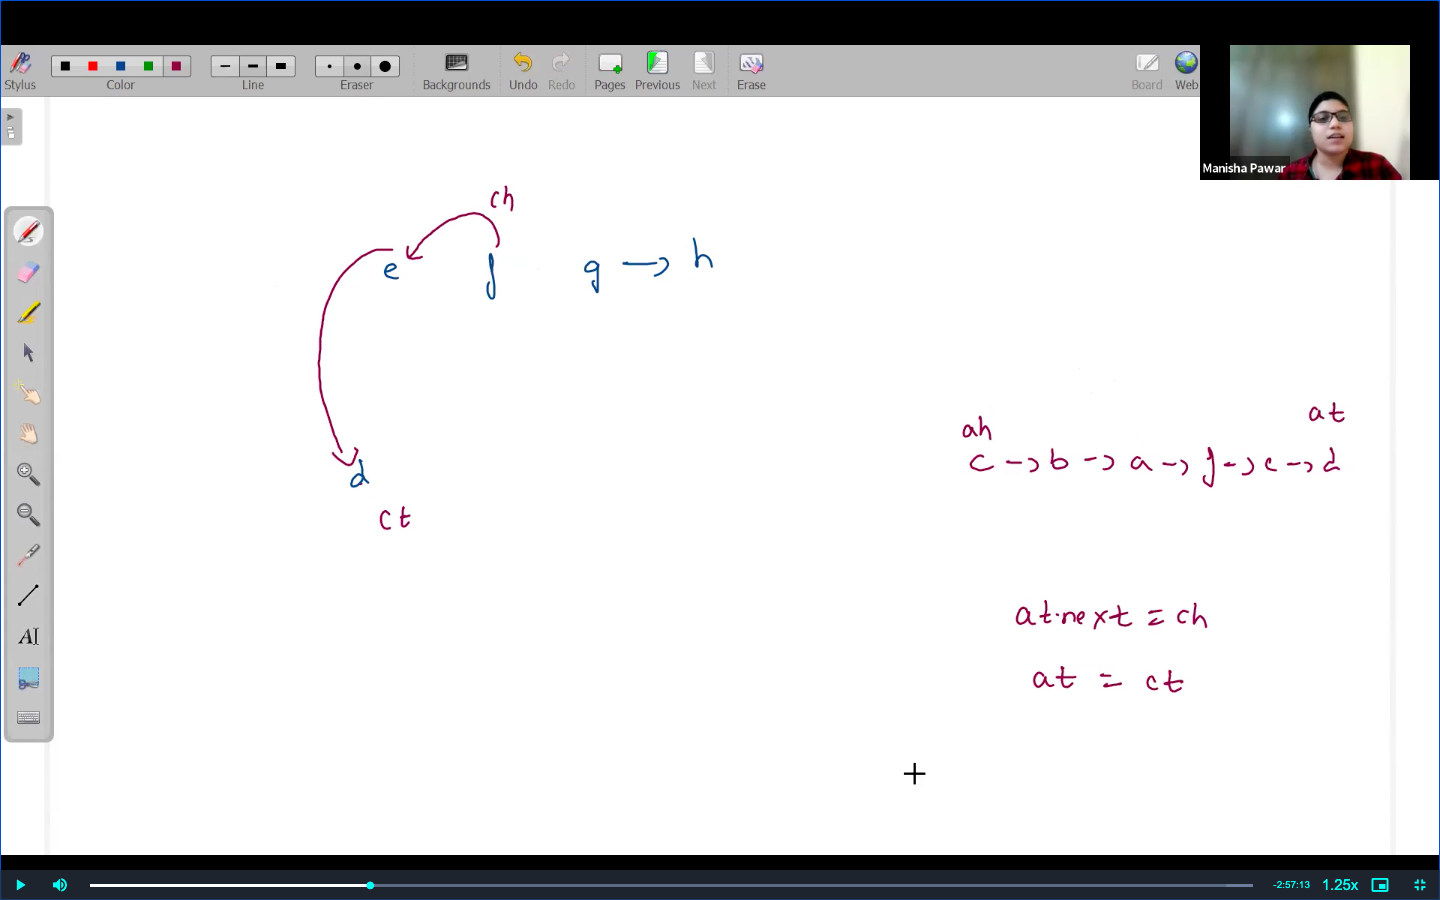 Stylus
Color
Line
Eraser
Backgrounds
Undo
Redo
Pages
Previous
Next
Erase
Board
Web
Manisha Pawar
ch
e f g → h
d
ct
ah at
c → b → a → f → e → d
at.next = ch
at = ct
AI
-2:57:13 1.25x